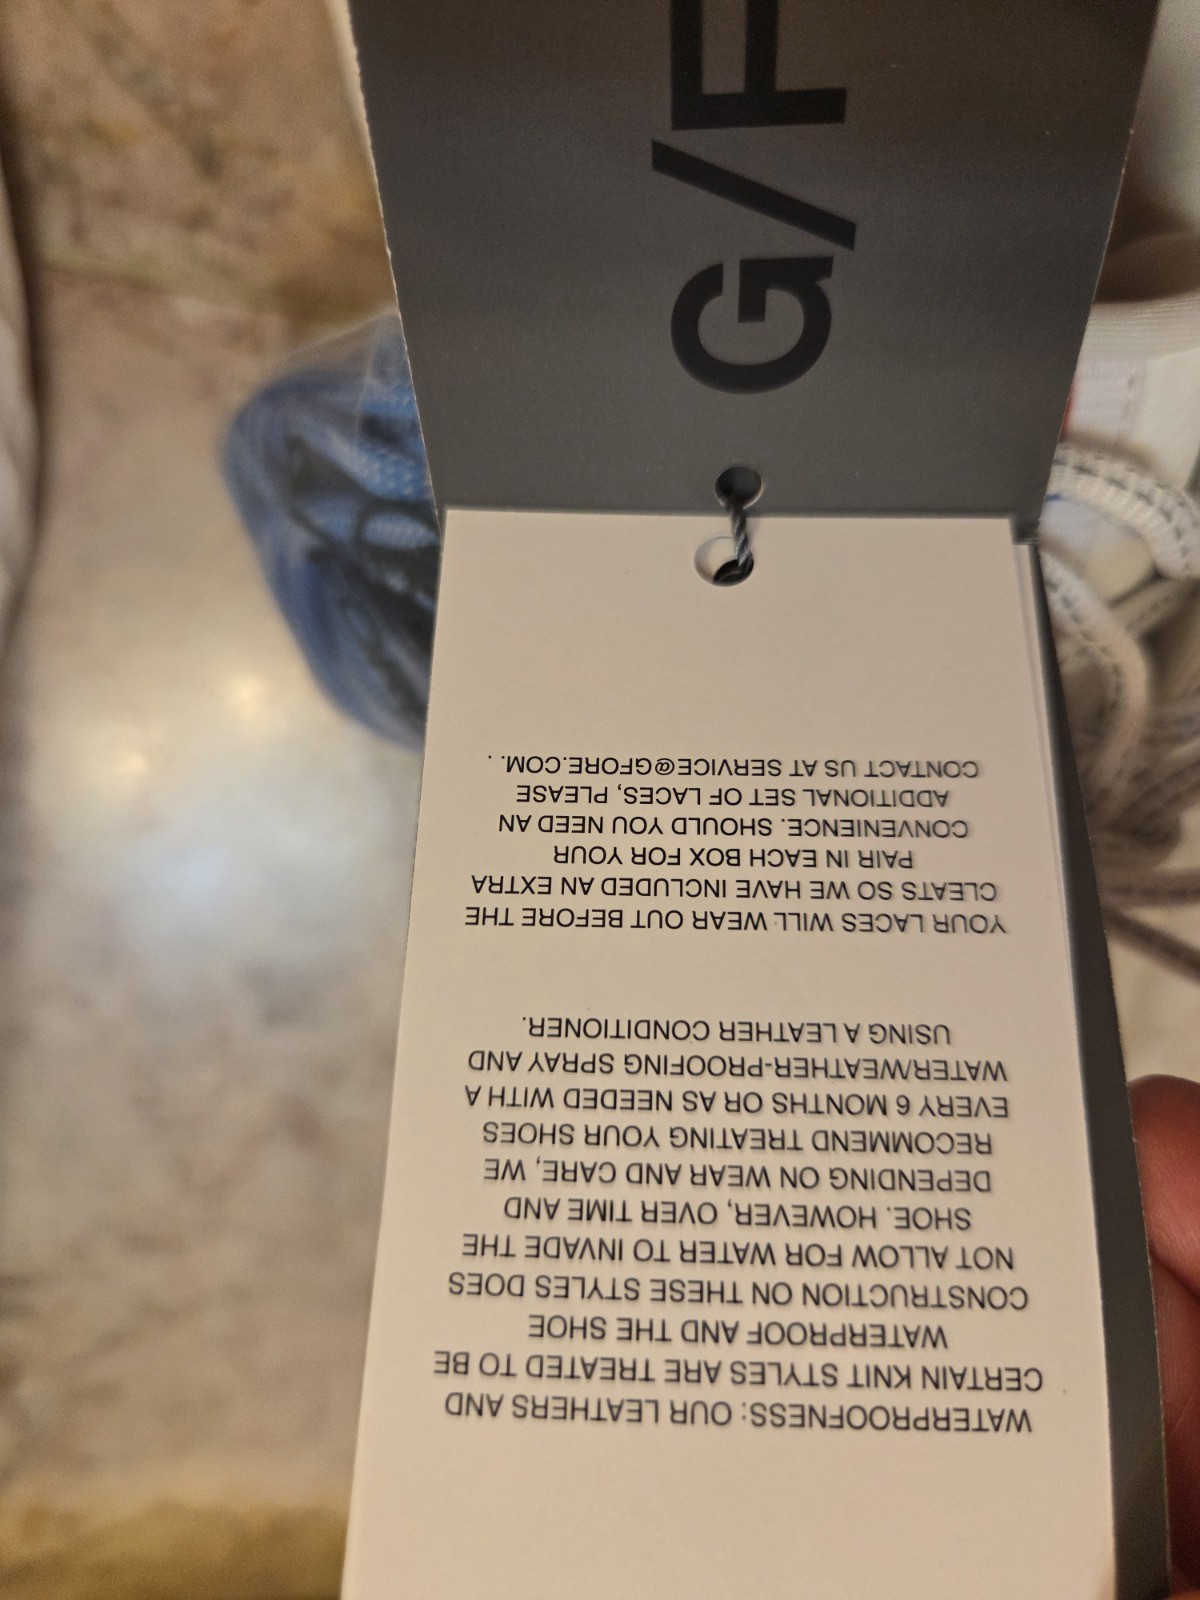 G/F
WATERPROOFNESS: OUR LEATHERS AND
CERTAIN KNIT STYLES ARE TREATED TO BE
WATERPROOF AND THE SHOE
CONSTRUCTION ON THESE STYLES DOES
NOT ALLOW FOR WATER TO INVADE THE
SHOE. HOWEVER, OVER TIME AND
DEPENDING ON WEAR AND CARE, WE
RECOMMEND TREATING YOUR SHOES
EVERY 6 MONTHS OR AS NEEDED WITH A
WATER/WEATHER-PROOFING SPRAY AND
USING A LEATHER CONDITIONER.
YOUR LACES WILL WEAR OUT BEFORE THE
CLEATS SO WE HAVE INCLUDED AN EXTRA
PAIR IN EACH BOX FOR YOUR
CONVENIENCE. SHOULD YOU NEED AN
ADDITIONAL SET OF LACES, PLEASE
CONTACT US AT SERVICE@GFORE.COM. .